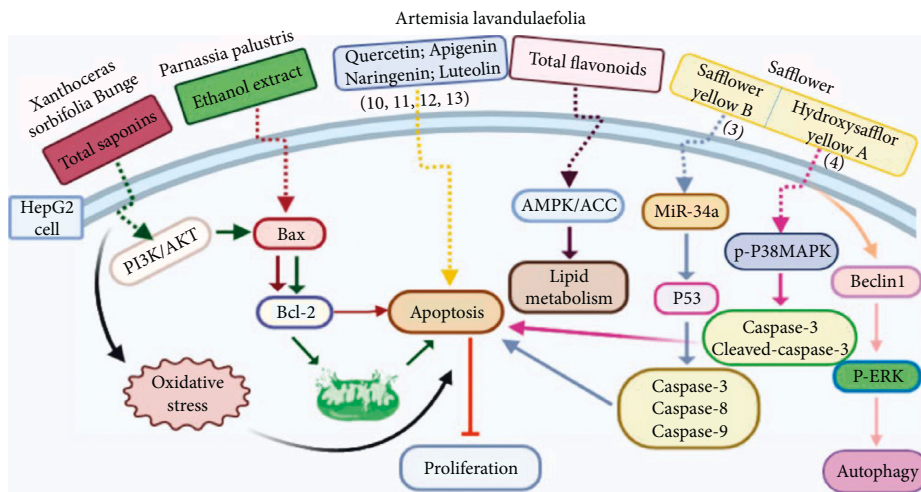 Artemisia lavandulaefolia
Xanthoceras
sorbifolia Bunge
Total saponins
Parnassia palustris
Ethanol extract
Quercetin; Apigenin
Naringenin; Luteolin
(10, 11, 12, 13)
Total flavonoids
Safflower
Safflower
yellow B
(3)
Hydroxysafflor
yellow A
(4)
HepG2
cell
PI3K/AKT
Bax
Bcl-2
Apoptosis
AMPK/ACC
Lipid
metabolism
MiR-34a
P53
p-P38MAPK
Caspase-3
Cleaved-caspase-3
Beclin1
P-ERK
Autophagy
Oxidative
stress
Caspase-3
Caspase-8
Caspase-9
Proliferation